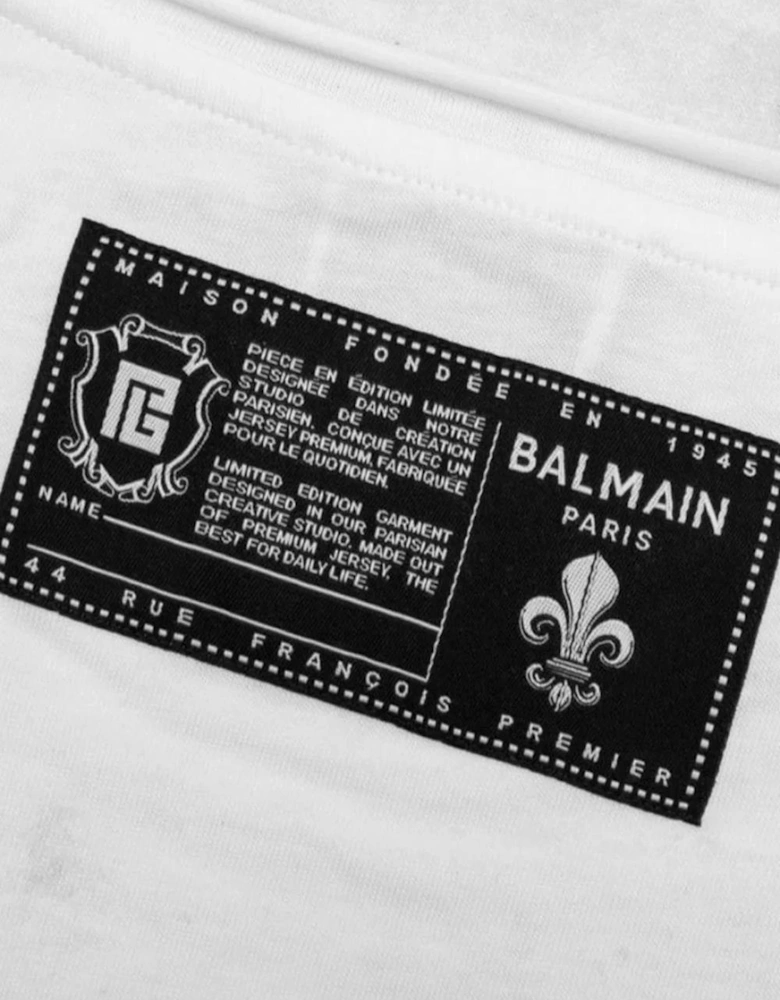 MAISON FONDÉE EN 1945
PIECE EN ÉDITION LIMITÉE
DESIGNÉE DANS NOTRE
STUDIO DE CRÉATION
PARISIEN. CONÇUE AVEC UN
JERSEY PREMIUM. FABRIQUÉE
POUR LE QUOTIDIEN.
LIMITED EDITION GARMENT
DESIGNED IN OUR PARISIAN
CREATIVE STUDIO. MADE OUT
OF PREMIUM JERSEY. THE
BEST FOR DAILY LIFE.
NAME
BALMAIN
PARIS
44 RUE FRANÇOIS PREMIER